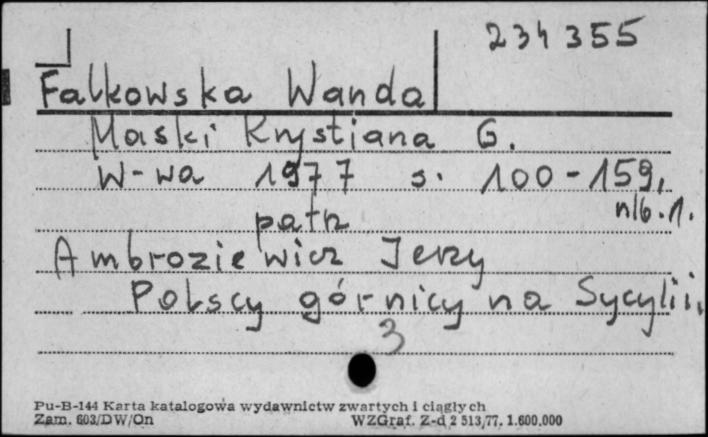 234355
Falkowska Wanda
Maski Krystiana G.
W-wa 1977 s. 100-159,
nlb. 1.
patrz
Ambroziewicz Jerzy
Polscy górnicy na Sycylii,
3
Pu-B-144 Karta katalogowa wydawnictw zwartych i ciągłych
Zam. 603/DW/On WZGraf. Z-d 2 513,77. 1.600.000